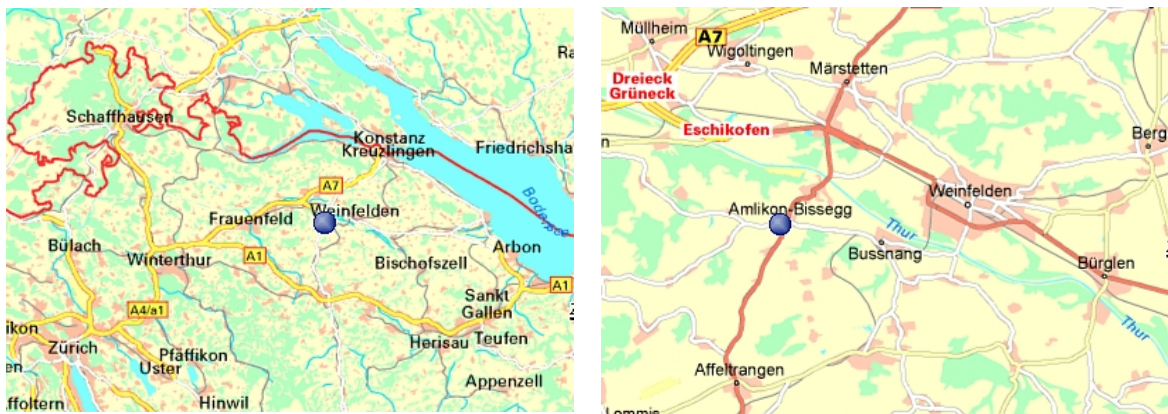 Schaffhausen
Konstanz
Kreuzlingen
Friedrichsha
A7
Frauenfeld
Weinfelden
Bodensee
Bülach
Winterthur
A1
Arbon
Bischofszell
A1
A4/a1
Sankt
Gallen
ikon
Zürich
Pfäffikon
Uster
Herisau
Teufen
en
Appenzell
ffoltern
Hinwil
Ra
Müllheim
A7
Wigoltingen
Dreieck
Grüneck
Märstetten
Eschikofen
n
Berg
Weinfelden
Amlikon-Bissegg
Thur
Bussnang
Bürglen
Thur
Affeltrangen
Lommis